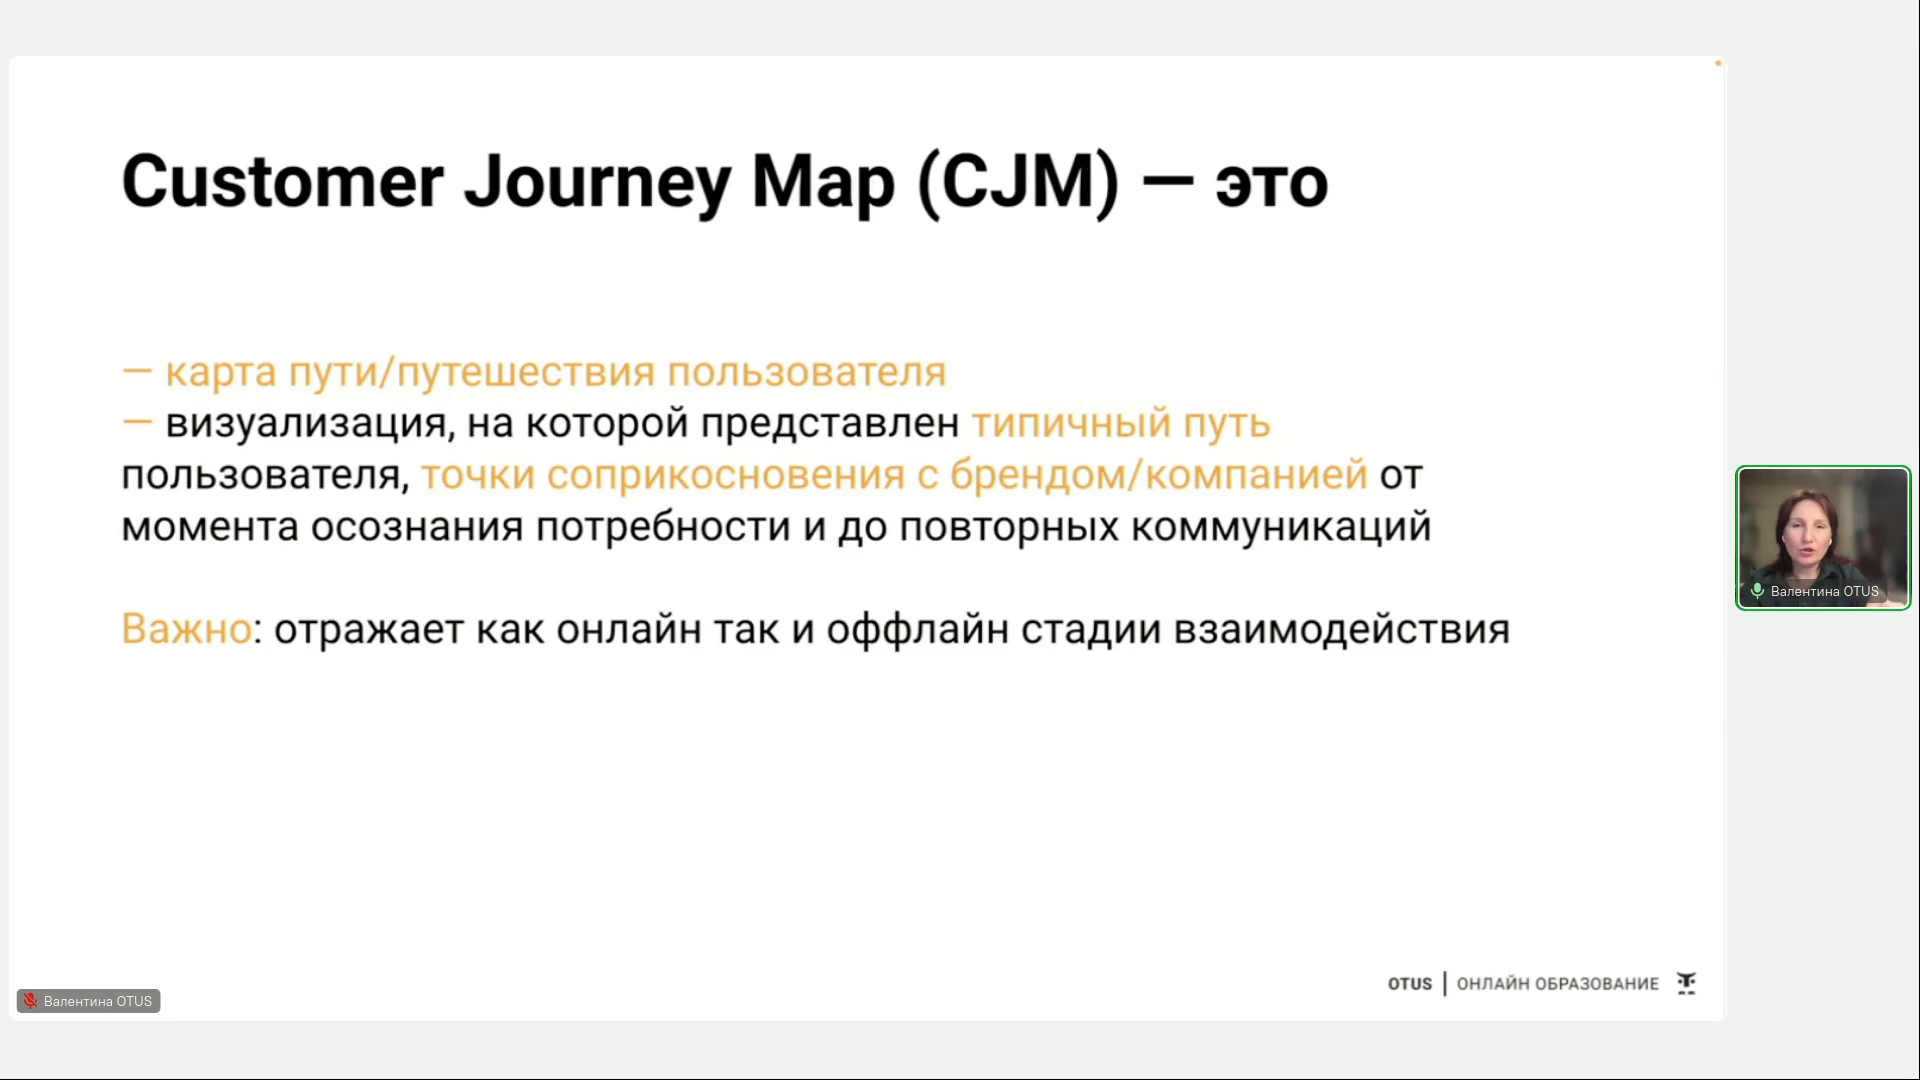 Customer Journey Map (CJM) — это
— карта пути/путешествия пользователя
— визуализация, на которой представлен типичный путь
пользователя, точки соприкосновения с брендом/компанией от
момента осознания потребности и до повторных коммуникаций
Важно: отражает как онлайн так и оффлайн стадии взаимодействия
Валентина OTUS
OTUS | ОНЛАЙН ОБРАЗОВАНИЕ
Валентина OTUS